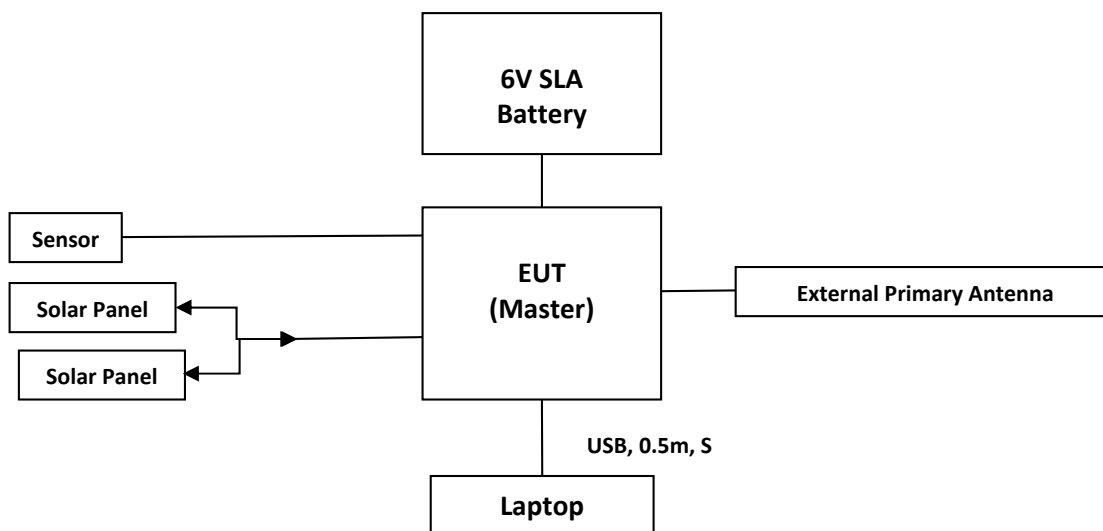 6V SLA
Battery
Sensor
EUT
(Master)
External Primary Antenna
Solar Panel
Solar Panel
USB, 0.5m, S
Laptop